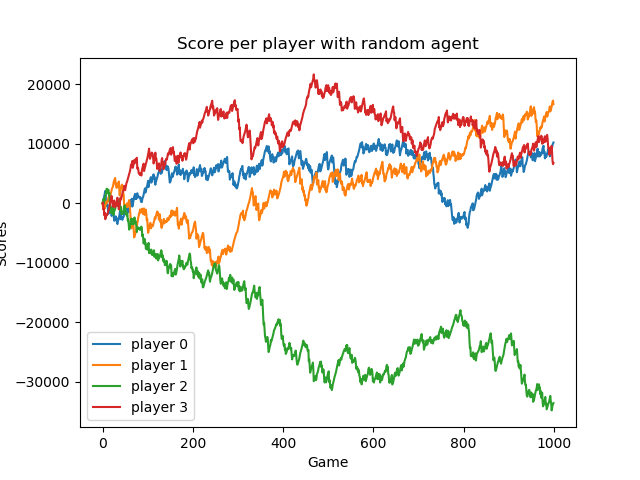 Score per player with random agent
20000
10000
0
−10000
−20000
−30000
Scores
player 0
player 1
player 2
player 3
0
200
400
600
800
1000
Game